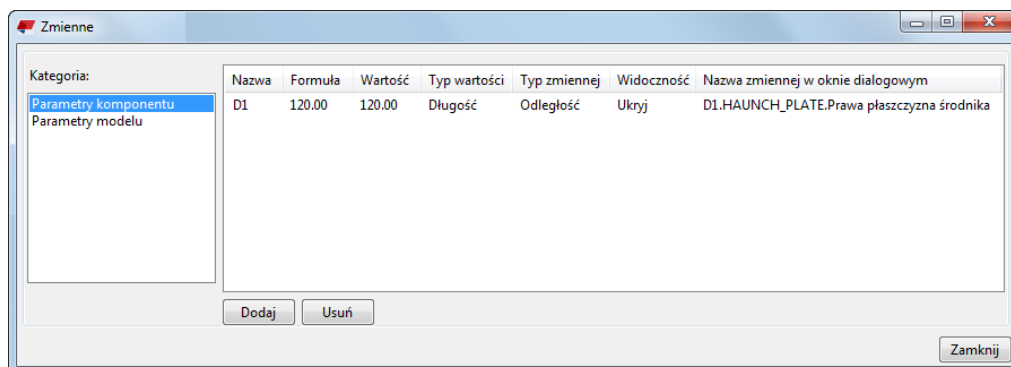 Zmienne
Kategoria:
Parametry komponentu
Parametry modelu
Nazwa Formuła Wartość Typ wartości Typ zmiennej Widoczność Nazwa zmiennej w oknie dialogowym
D1 120.00 120.00 Długość Odległość Ukryj D1.HAUNCH_PLATE.Prawa płaszczyzna środnika
Dodaj Usuń
Zamknij